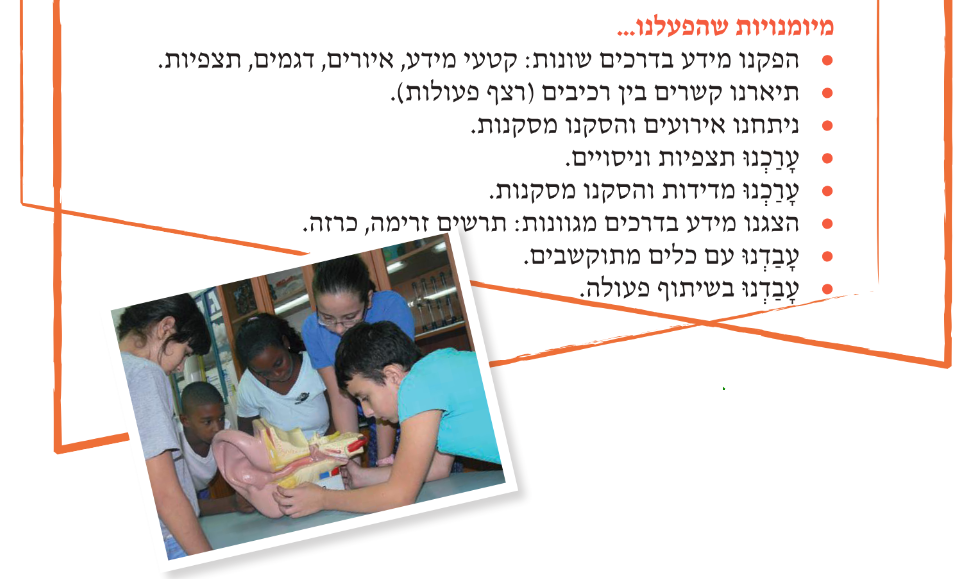 מיומנויות שהפעלנו...
• הפקנו מידע בדרכים שונות: קטעי מידע, איורים, דגמים, תצפיות.
• תיארנו קשרים בין רכיבים (רצף פעולות).
• ניתחנו אירועים והסקנו מסקנות.
• עָרַכְנוּ תצפיות וניסויים.
• עָרַכְנוּ מדידות והסקנו מסקנות.
• הצגנו מידע בדרכים מגוונות: תרשים זרימה, כרזה.
• עָבַדְנוּ עם כלים מתוקשבים.
• עָבַדְנוּ בשיתוף פעולה.